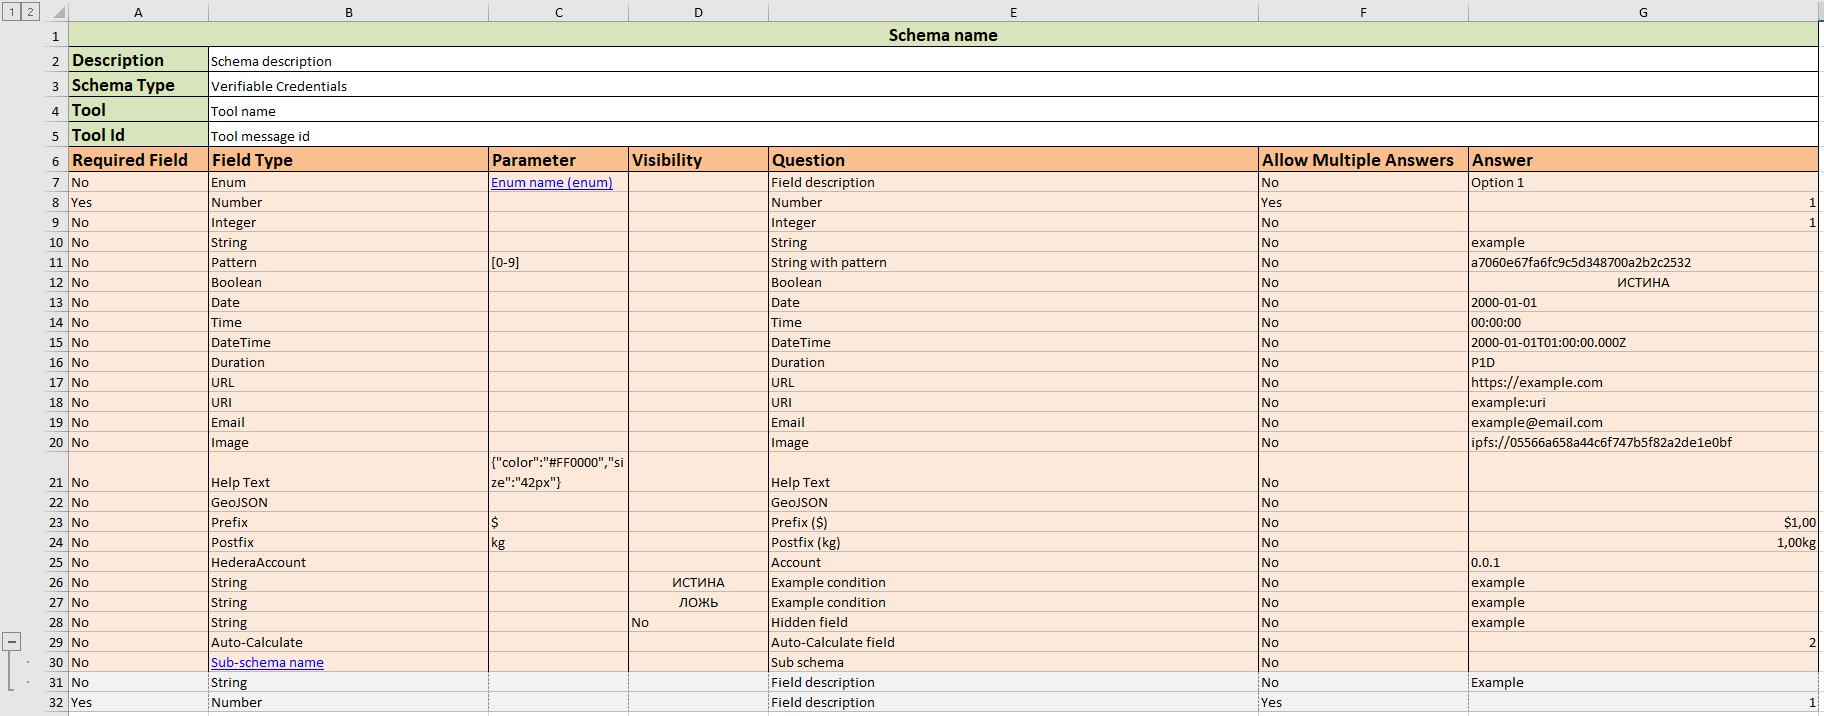 1 2 A B C D E F G
1 Schema name
2 Description Schema description
3 Schema Type Verifiable Credentials
4 Tool Tool name
5 Tool Id Tool message id
6 Required Field Field Type Parameter Visibility Question Allow Multiple Answers Answer
7 No Enum Enum name (enum) Field description No Option 1
8 Yes Number Number Yes 1
9 No Integer Integer No 1
10 No String String No example
11 No Pattern [0-9] String with pattern No a7060e67fa6fc9c5d348700a2b2c2532
12 No Boolean Boolean No ИСТИНА
13 No Date Date No 2000-01-01
14 No Time Time No 00:00:00
15 No DateTime DateTime No 2000-01-01T01:00:00.000Z
16 No Duration Duration No P1D
17 No URL URL No https://example.com
18 No URI URI No example:uri
19 No Email Email No example@email.com
20 No Image Image No ipfs://05566a658a44c6f747b5f82a2de1e0bf
{"color":"#FF0000","si
21 No Help Text ze":"42px"} Help Text No
22 No GeoJSON GeoJSON No
23 No Prefix $ Prefix ($) No $1,00
24 No Postfix kg Postfix (kg) No 1,00kg
25 No HederaAccount Account No 0.0.1
26 No String ИСТИНА Example condition No example
27 No String ЛОЖЬ Example condition No example
28 No String No Hidden field No example
29 No Auto-Calculate Auto-Calculate field No 2
30 No Sub-schema name Sub schema No
31 No String Field description No Example
32 Yes Number Field description Yes 1